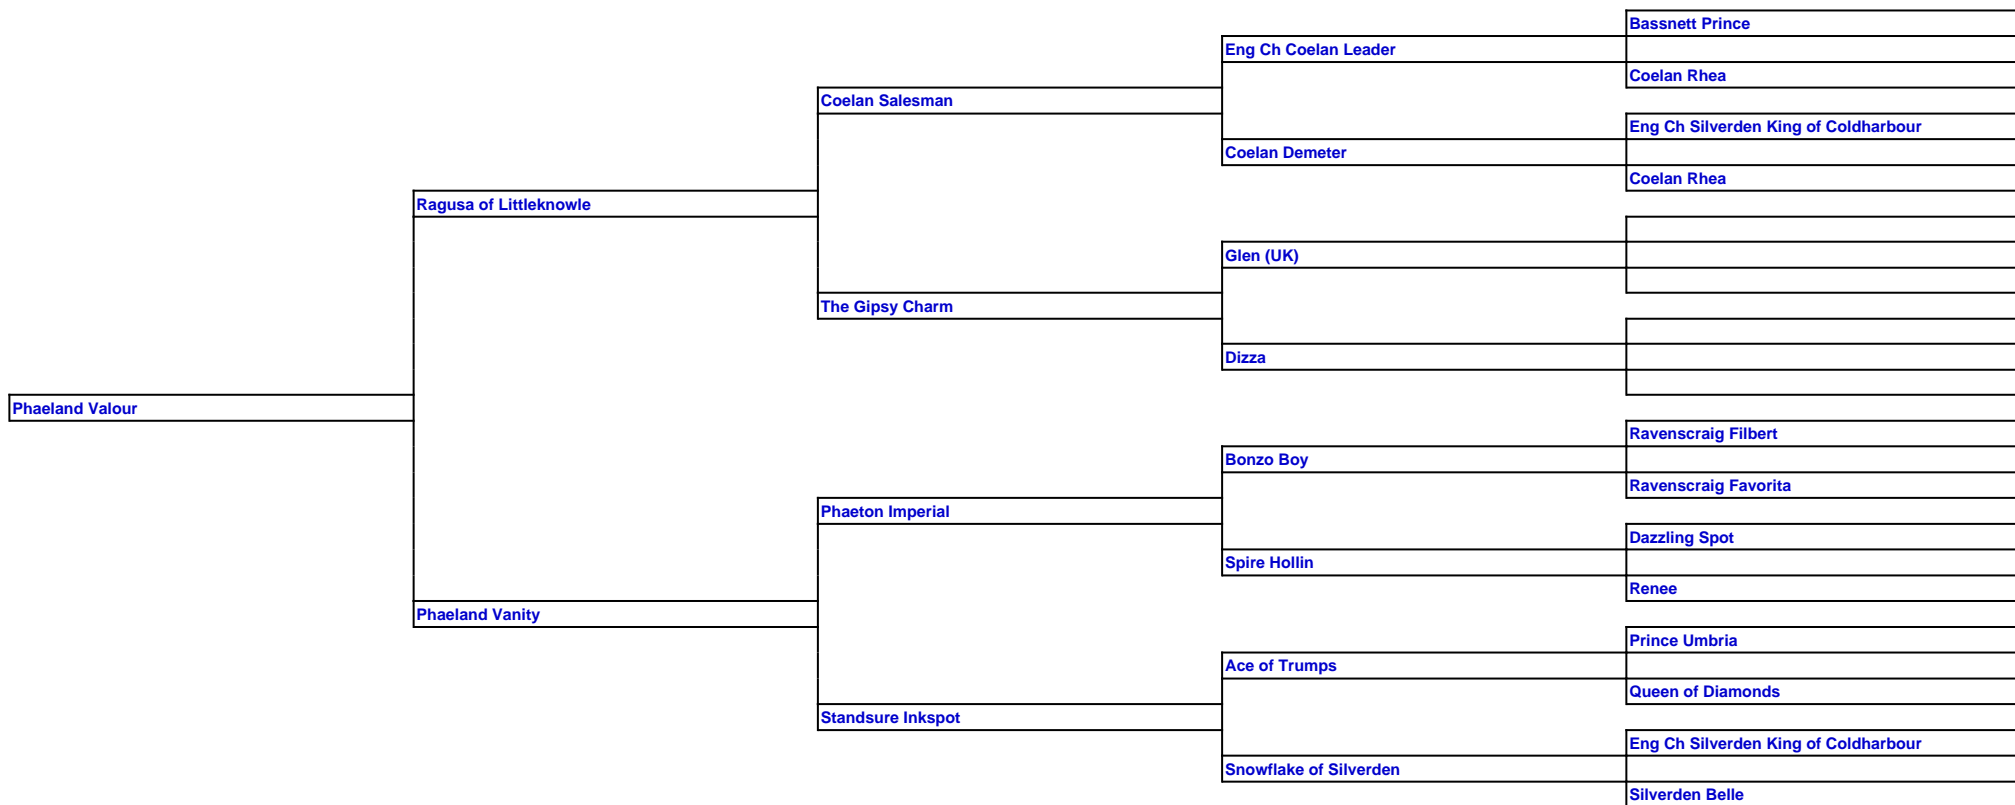 Bassnett Prince
Eng Ch Coelan Leader
Coelan Rhea
Coelan Salesman
Eng Ch Silverden King of Coldharbour
Coelan Demeter
Coelan Rhea
Ragusa of Littleknowle
Glen (UK)
The Gipsy Charm
Dizza
Phaeland Valour
Ravenscraig Filbert
Bonzo Boy
Ravenscraig Favorita
Phaeton Imperial
Dazzling Spot
Spire Hollin
Renee
Phaeland Vanity
Prince Umbria
Ace of Trumps
Queen of Diamonds
Standsure Inkspot
Eng Ch Silverden King of Coldharbour
Snowflake of Silverden
Silverden Belle